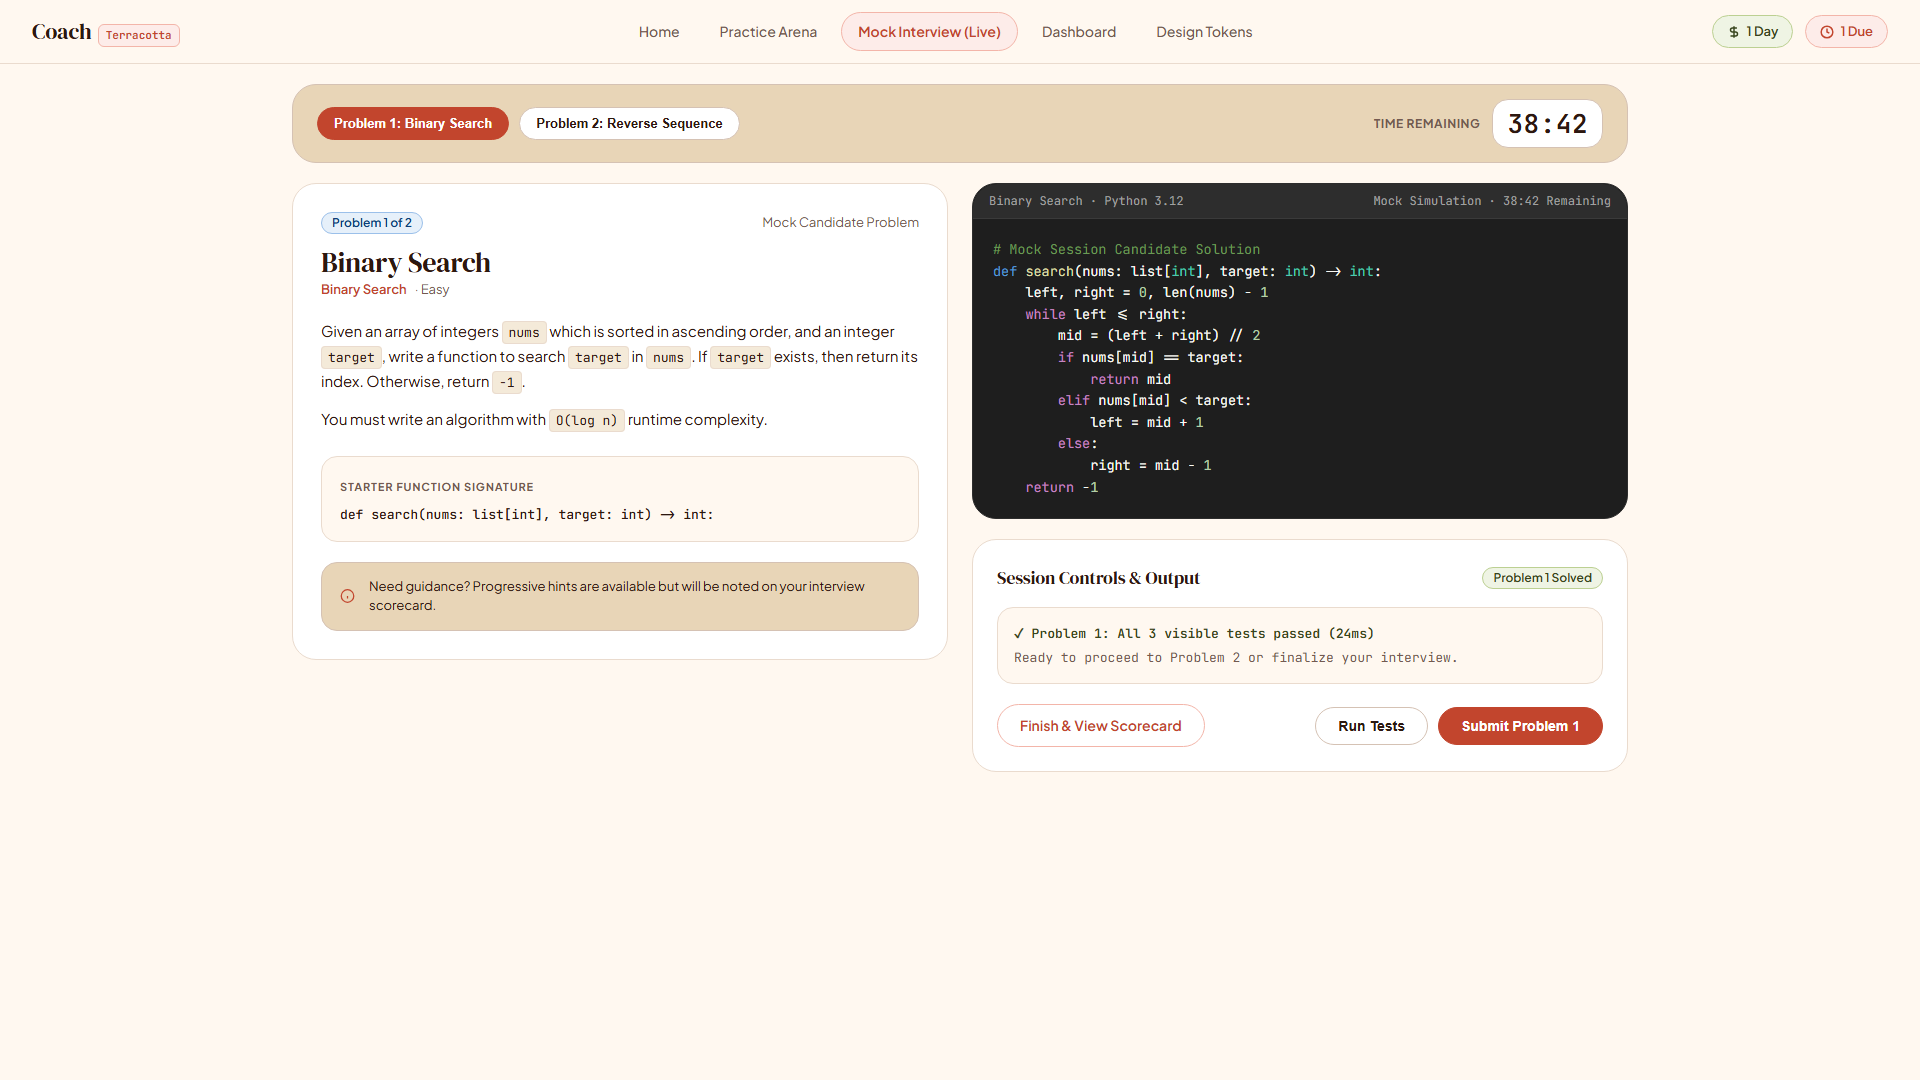 Coach Terracotta
Home Practice Arena Mock Interview (Live) Dashboard Design Tokens
$ 1 Day 1 Due
Problem 1: Binary Search Problem 2: Reverse Sequence
TIME REMAINING 38:42
Problem 1 of 2 Mock Candidate Problem
Binary Search
Binary Search · Easy
Given an array of integers nums which is sorted in ascending order, and an integer
target, write a function to search target in nums. If target exists, then return its
index. Otherwise, return -1.
You must write an algorithm with O(log n) runtime complexity.
STARTER FUNCTION SIGNATURE
def search(nums: list[int], target: int) -> int:
Need guidance? Progressive hints are available but will be noted on your interview
scorecard.
Binary Search · Python 3.12 Mock Simulation · 38:42 Remaining
# Mock Session Candidate Solution
def search(nums: list[int], target: int) -> int:
    left, right = 0, len(nums) - 1
    while left <= right:
        mid = (left + right) // 2
        if nums[mid] == target:
            return mid
        elif nums[mid] < target:
            left = mid + 1
        else:
            right = mid - 1
    return -1
Session Controls & Output Problem 1 Solved
✓ Problem 1: All 3 visible tests passed (24ms)
Ready to proceed to Problem 2 or finalize your interview.
Finish & View Scorecard Run Tests Submit Problem 1